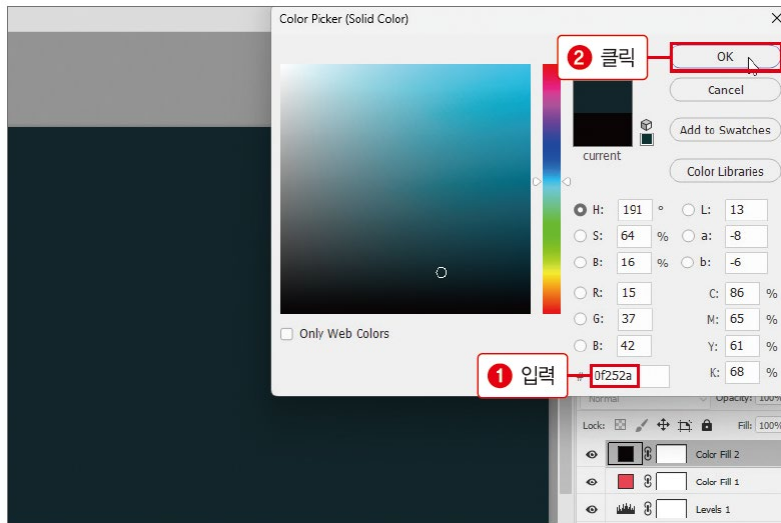 Color Picker (Solid Color)
❷ 클릭
OK
Cancel
Add to Swatches
current
Color Libraries
H: 191 ° L: 13
S: 64 % a: -8
B: 16 % b: -6
R: 15 C: 86 %
G: 37 M: 65 %
B: 42 Y: 61 %
Only Web Colors
❶ 입력
# 0f252a K: 68 %
Normal Opacity: 100%
Lock: Fill: 100%
Color Fill 2
Color Fill 1
Levels 1